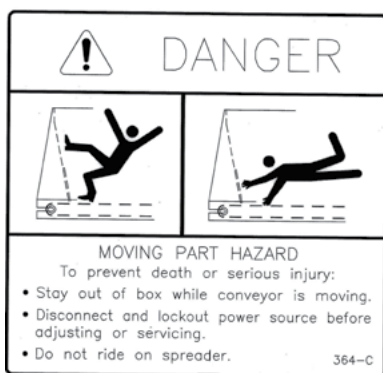 DANGER
MOVING PART HAZARD
To prevent death or serious injury:
• Stay out of box while conveyor is moving.
• Disconnect and lockout power source before
adjusting or servicing.
• Do not ride on spreader.
364-C